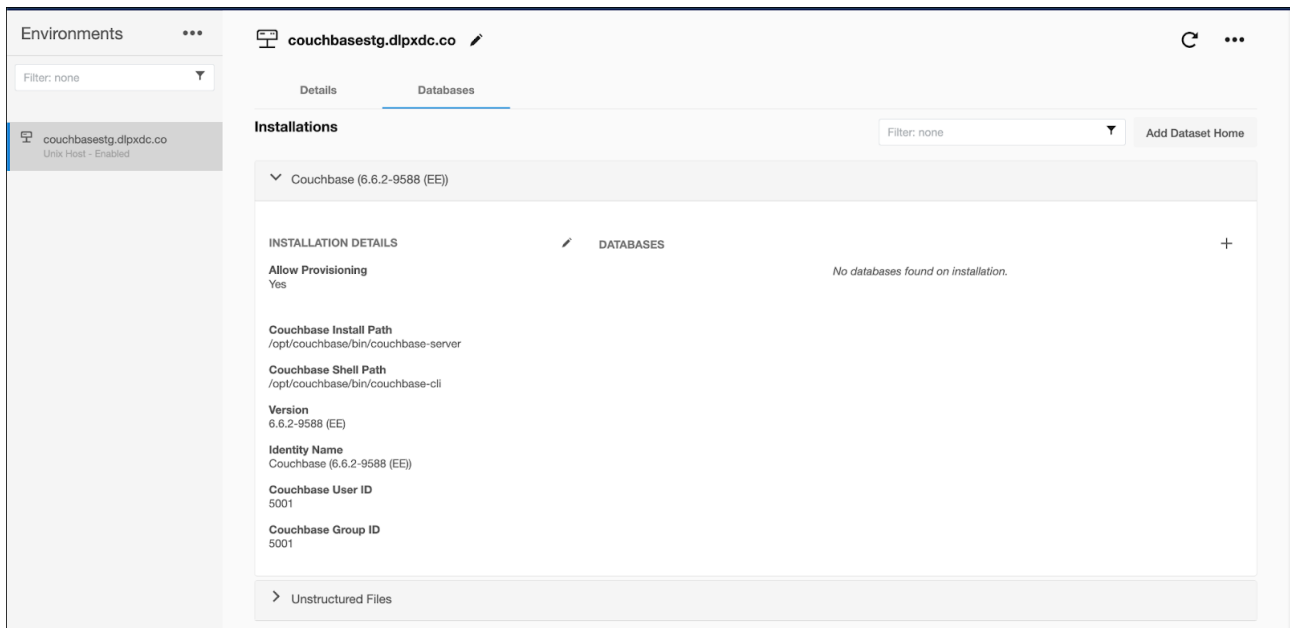 Environments
Filter: none
couchbasestg.dlpxdc.co
Unix Host - Enabled
couchbasestg.dlpxdc.co
Details
Databases
Installations
Filter: none
Add Dataset Home
Couchbase (6.6.2-9588 (EE))
INSTALLATION DETAILS
Allow Provisioning
Yes
Couchbase Install Path
/opt/couchbase/bin/couchbase-server
Couchbase Shell Path
/opt/couchbase/bin/couchbase-cli
Version
6.6.2-9588 (EE)
Identity Name
Couchbase (6.6.2-9588 (EE))
Couchbase User ID
5001
Couchbase Group ID
5001
DATABASES
No databases found on installation.
Unstructured Files